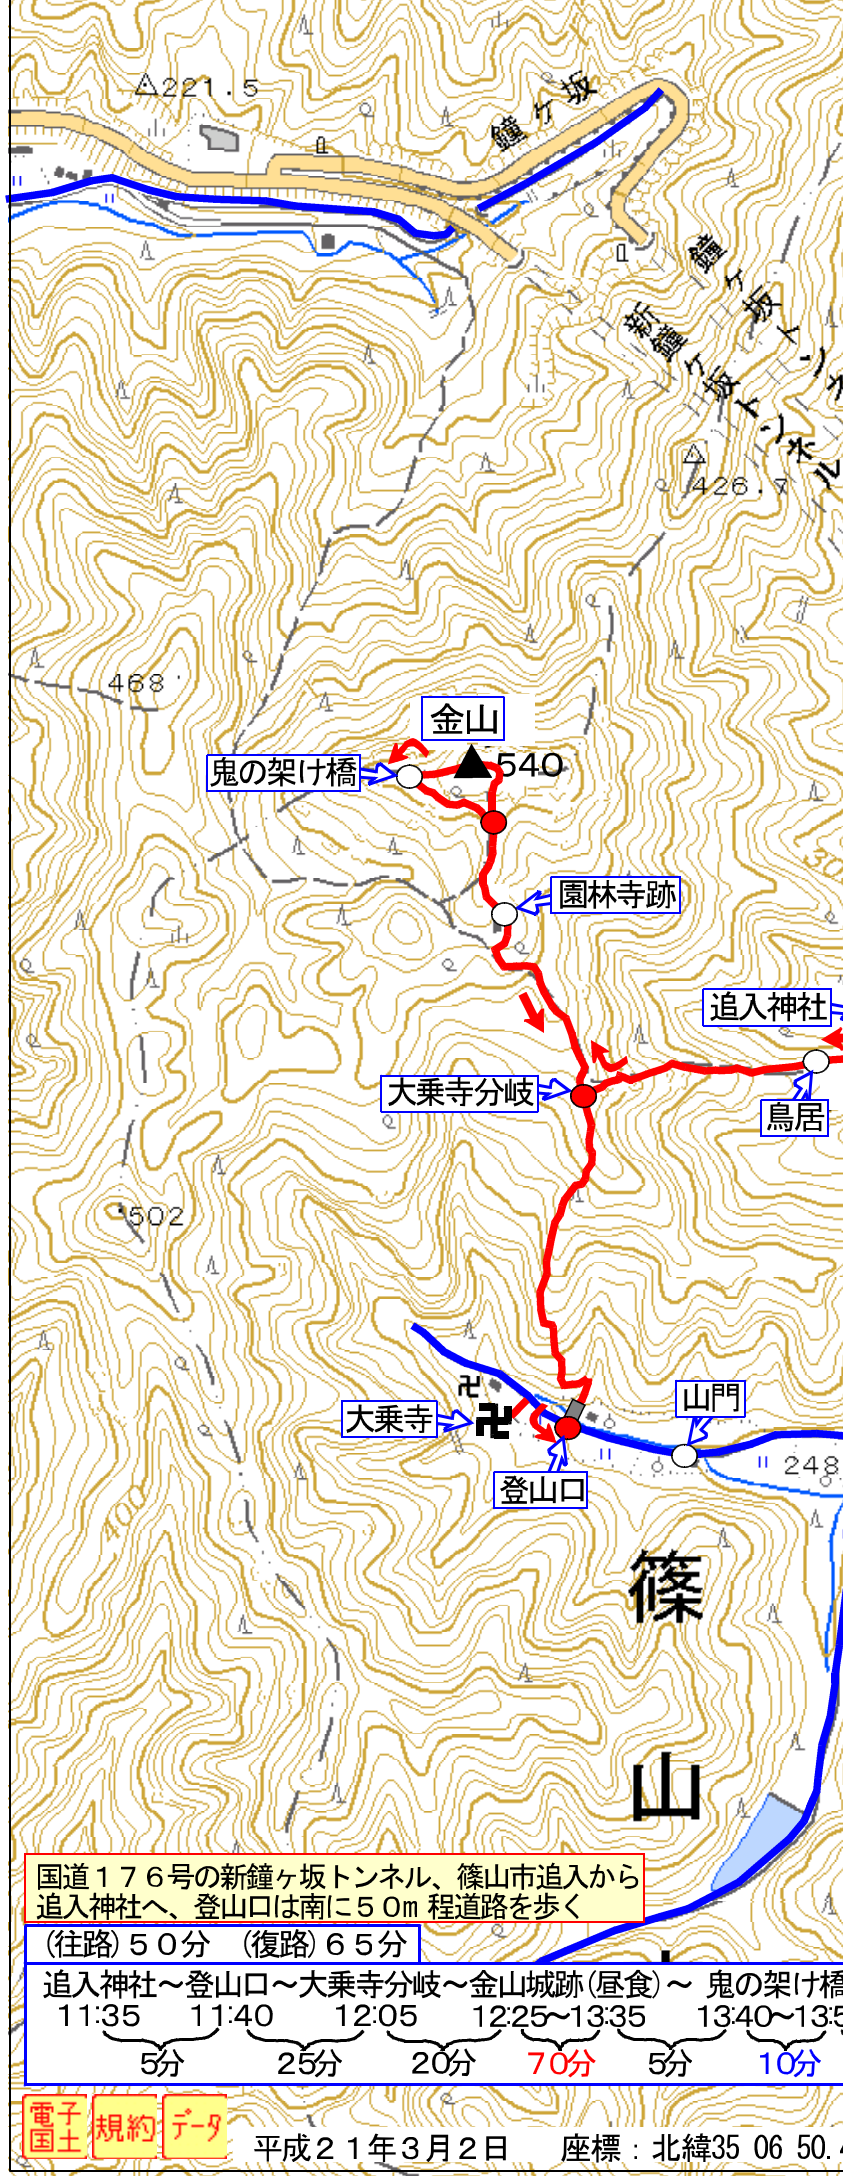 221.5
鐘ヶ坂
鐘ヶ坂トンネ
新鐘ヶ坂トンネル
426.7
468
金山
鬼の架け橋
540
園林寺跡
追入神社
大乗寺分岐
鳥居
502
山門
大乗寺
248
登山口
400
篠
山
国道176号の新鐘ヶ坂トンネル、篠山市追入から
追入神社へ、登山口は南に50m 程道路を歩く
(往路)50分 (復路)65分
追入神社～登山口～大乗寺分岐～金山城跡(昼食)～ 鬼の架け橋
11:35 11:40 12:05 12:25～13:35 13:40～13:5
5分 25分 20分 70分 5分 10分
電子国土 規約 データ
平成21年3月2日 座標：北緯35 06 50.4